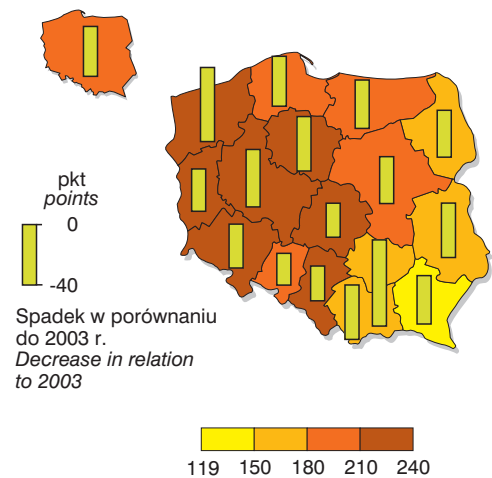 pkt
points
0
-40
Spadek w porównaniu
do 2003 r.
Decrease in relation
to 2003
119 150 180 210 240